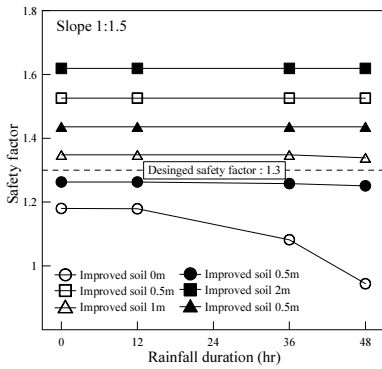 1.8
Slope 1:1.5
1.6
1.4
Desinged safety factor : 1.3
1.2
1
Safety factor
Improved soil 0m
Improved soil 0.5m
Improved soil 0.5m
Improved soil 2m
Improved soil 1m
Improved soil 0.5m
0 12 24 36 48
Rainfall duration (hr)